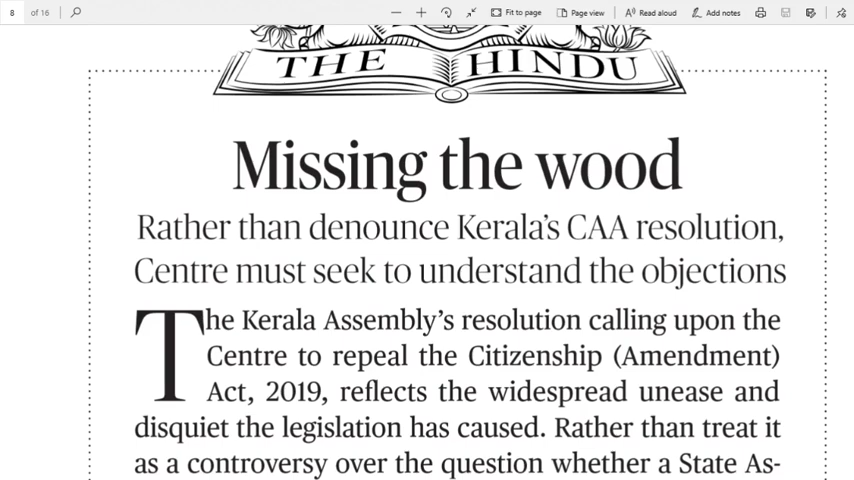 8 of 16 Fit to page Page view Read aloud Add notes
THE HINDU
Missing the wood
Rather than denounce Kerala's CAA resolution,
Centre must seek to understand the objections
The Kerala Assembly's resolution calling upon the
Centre to repeal the Citizenship (Amendment)
Act, 2019, reflects the widespread unease and
disquiet the legislation has caused. Rather than treat it
as a controversy over the question whether a State As-